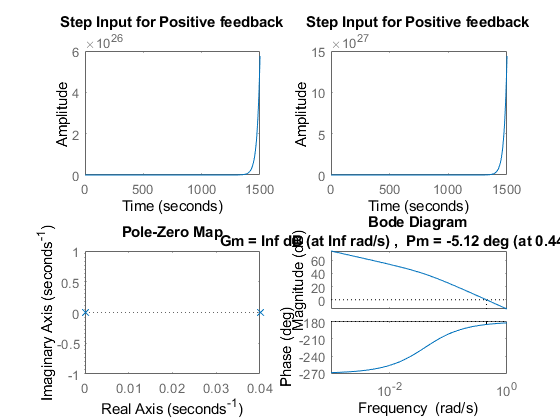 Step Input for Positive feedback
×10^26
6
4
2
0
Amplitude
0 500 1000 1500
Time (seconds)
Step Input for Positive feedback
×10^27
15
10
5
0
Amplitude
0 500 1000 1500
Time (seconds)
Pole-Zero Map
1
0.5
0
-0.5
-1
Imaginary Axis (seconds^-1)
0 0.01 0.02 0.03 0.04
Real Axis (seconds^-1)
Bode Diagram
Gm = Inf dB (at Inf rad/s) , Pm = -5.12 deg (at 0.44
Magnitude (dB)
60
40
20
0
Phase (deg)
-180
-210
-240
-270
10^-2 10^0
Frequency (rad/s)